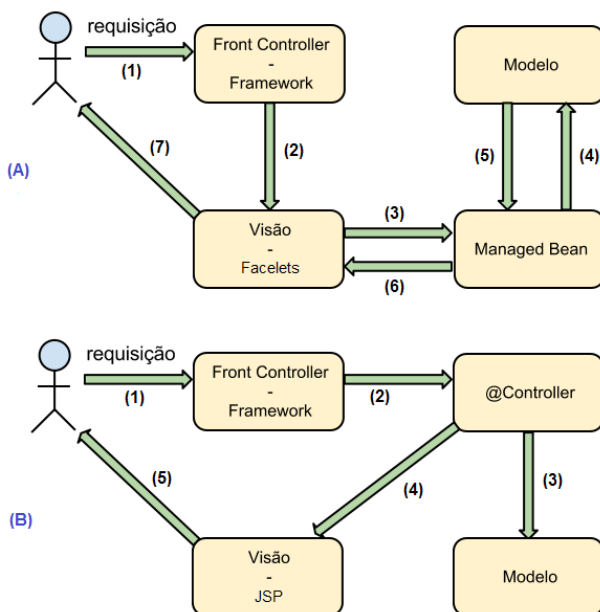 requisição
(1)
Front Controller
-
Framework
Modelo
(2)
(7)
(5)
(4)
(A)
(3)
Visão
-
Facelets
Managed Bean
(6)
requisição
(1)
Front Controller
-
Framework
(2)
@Controller
(5)
(4)
(3)
(B)
Visão
-
JSP
Modelo